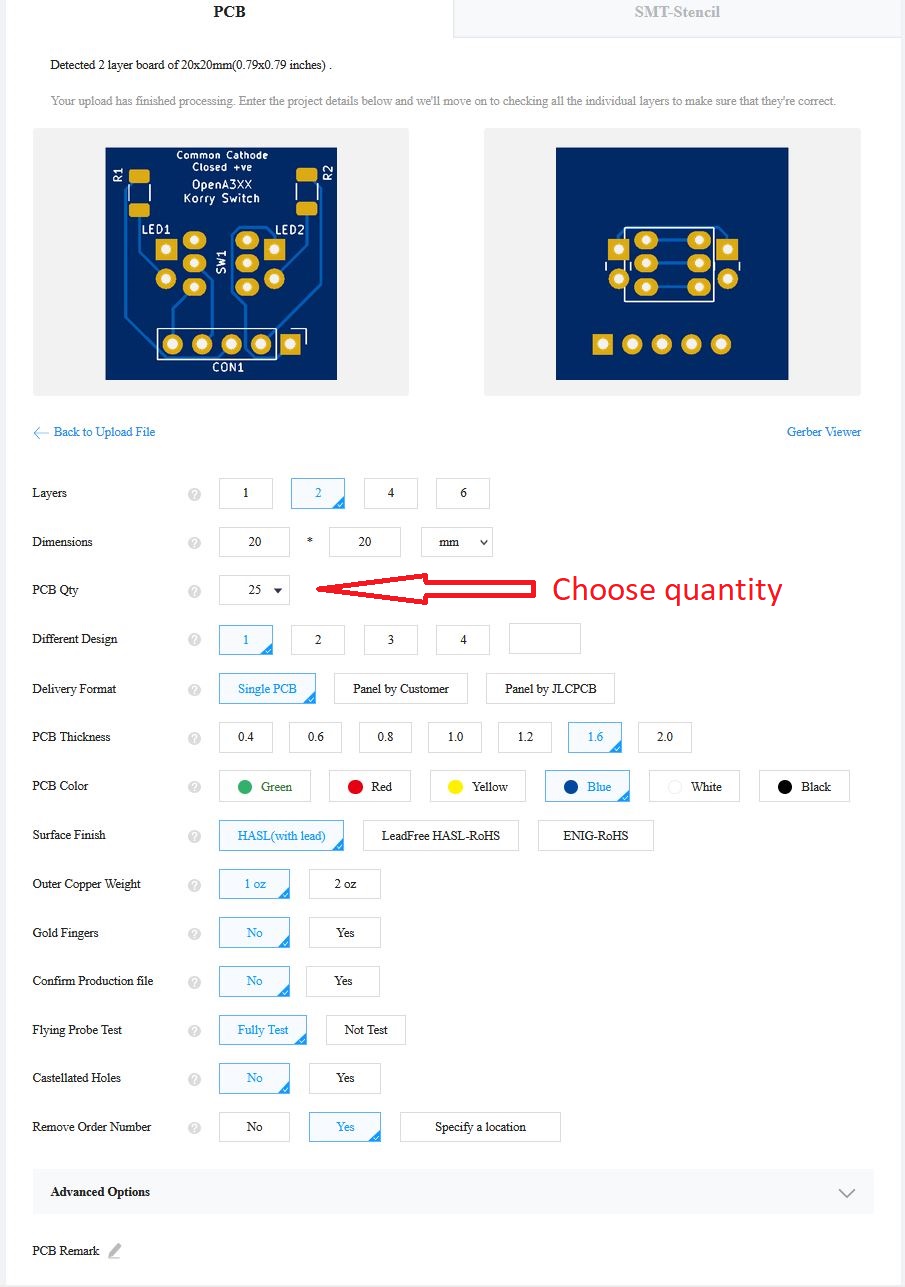 PCB
SMT-Stencil
Detected 2 layer board of 20x20mm(0.79x0.79 inches) .
Your upload has finished processing. Enter the project details below and we'll move on to checking all the individual layers to make sure that they're correct.
Common Cathode
Closed +ve
OpenA3XX
Korry Switch
R1
R2
LED1
LED2
SW1
CON1
Back to Upload File
Gerber Viewer
Layers ? 1 2 4 6
Dimensions ? 20 * 20 mm
PCB Qty ? 25
Choose quantity
Different Design ? 1 2 3 4
Delivery Format ? Single PCB Panel by Customer Panel by JLCPCB
PCB Thickness ? 0.4 0.6 0.8 1.0 1.2 1.6 2.0
PCB Color ? Green Red Yellow Blue White Black
Surface Finish ? HASL(with lead) LeadFree HASL-RoHS ENIG-RoHS
Outer Copper Weight ? 1 oz 2 oz
Gold Fingers ? No Yes
Confirm Production file ? No Yes
Flying Probe Test ? Fully Test Not Test
Castellated Holes ? No Yes
Remove Order Number ? No Yes Specify a location
Advanced Options
PCB Remark